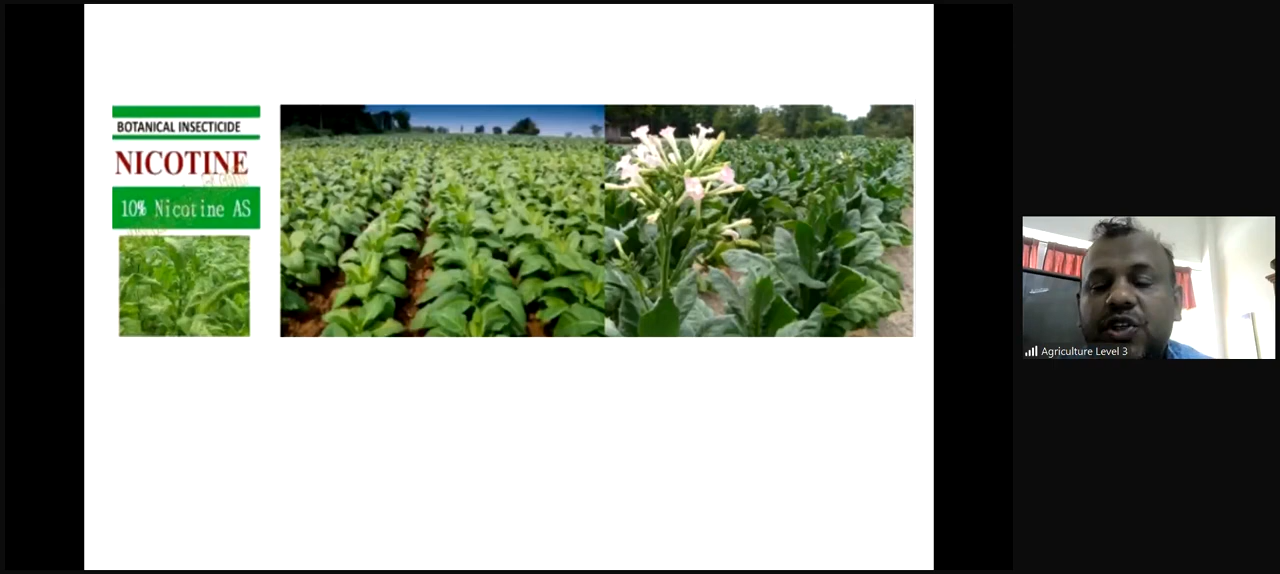 BOTANICAL INSECTICIDE
NICOTINE
10% Nicotine AS
Agriculture Level 3